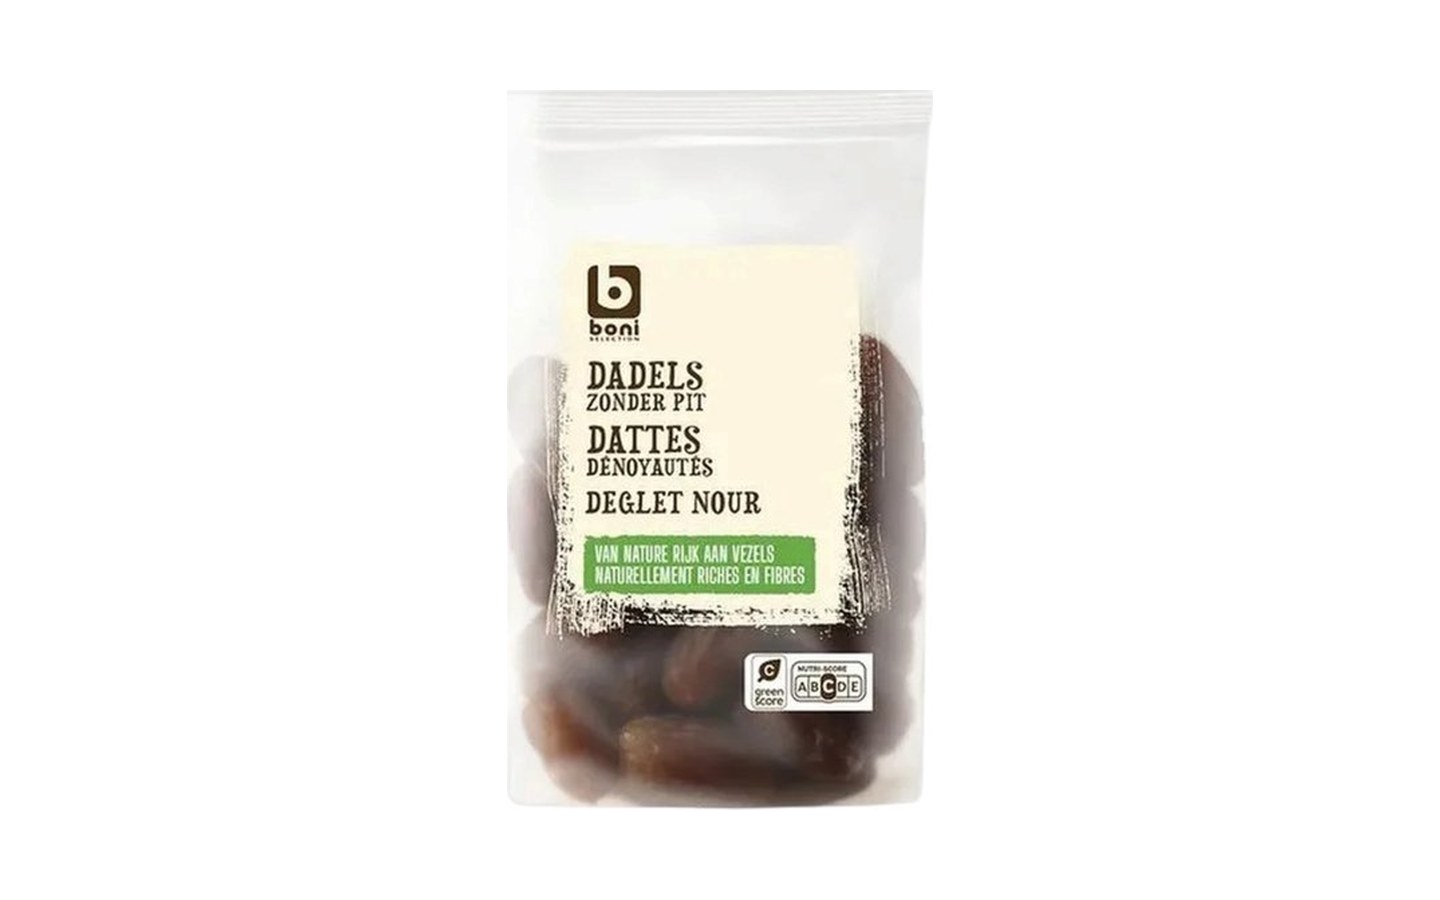 b
boni
SELECTION
DADELS
ZONDER PIT
DATTES
DÉNOYAUTÉS
DEGLET NOUR
VAN NATURE RIJK AAN VEZELS
NATURELLEMENT RICHES EN FIBRES
C
green
score
NUTRI-SCORE
A B C D E